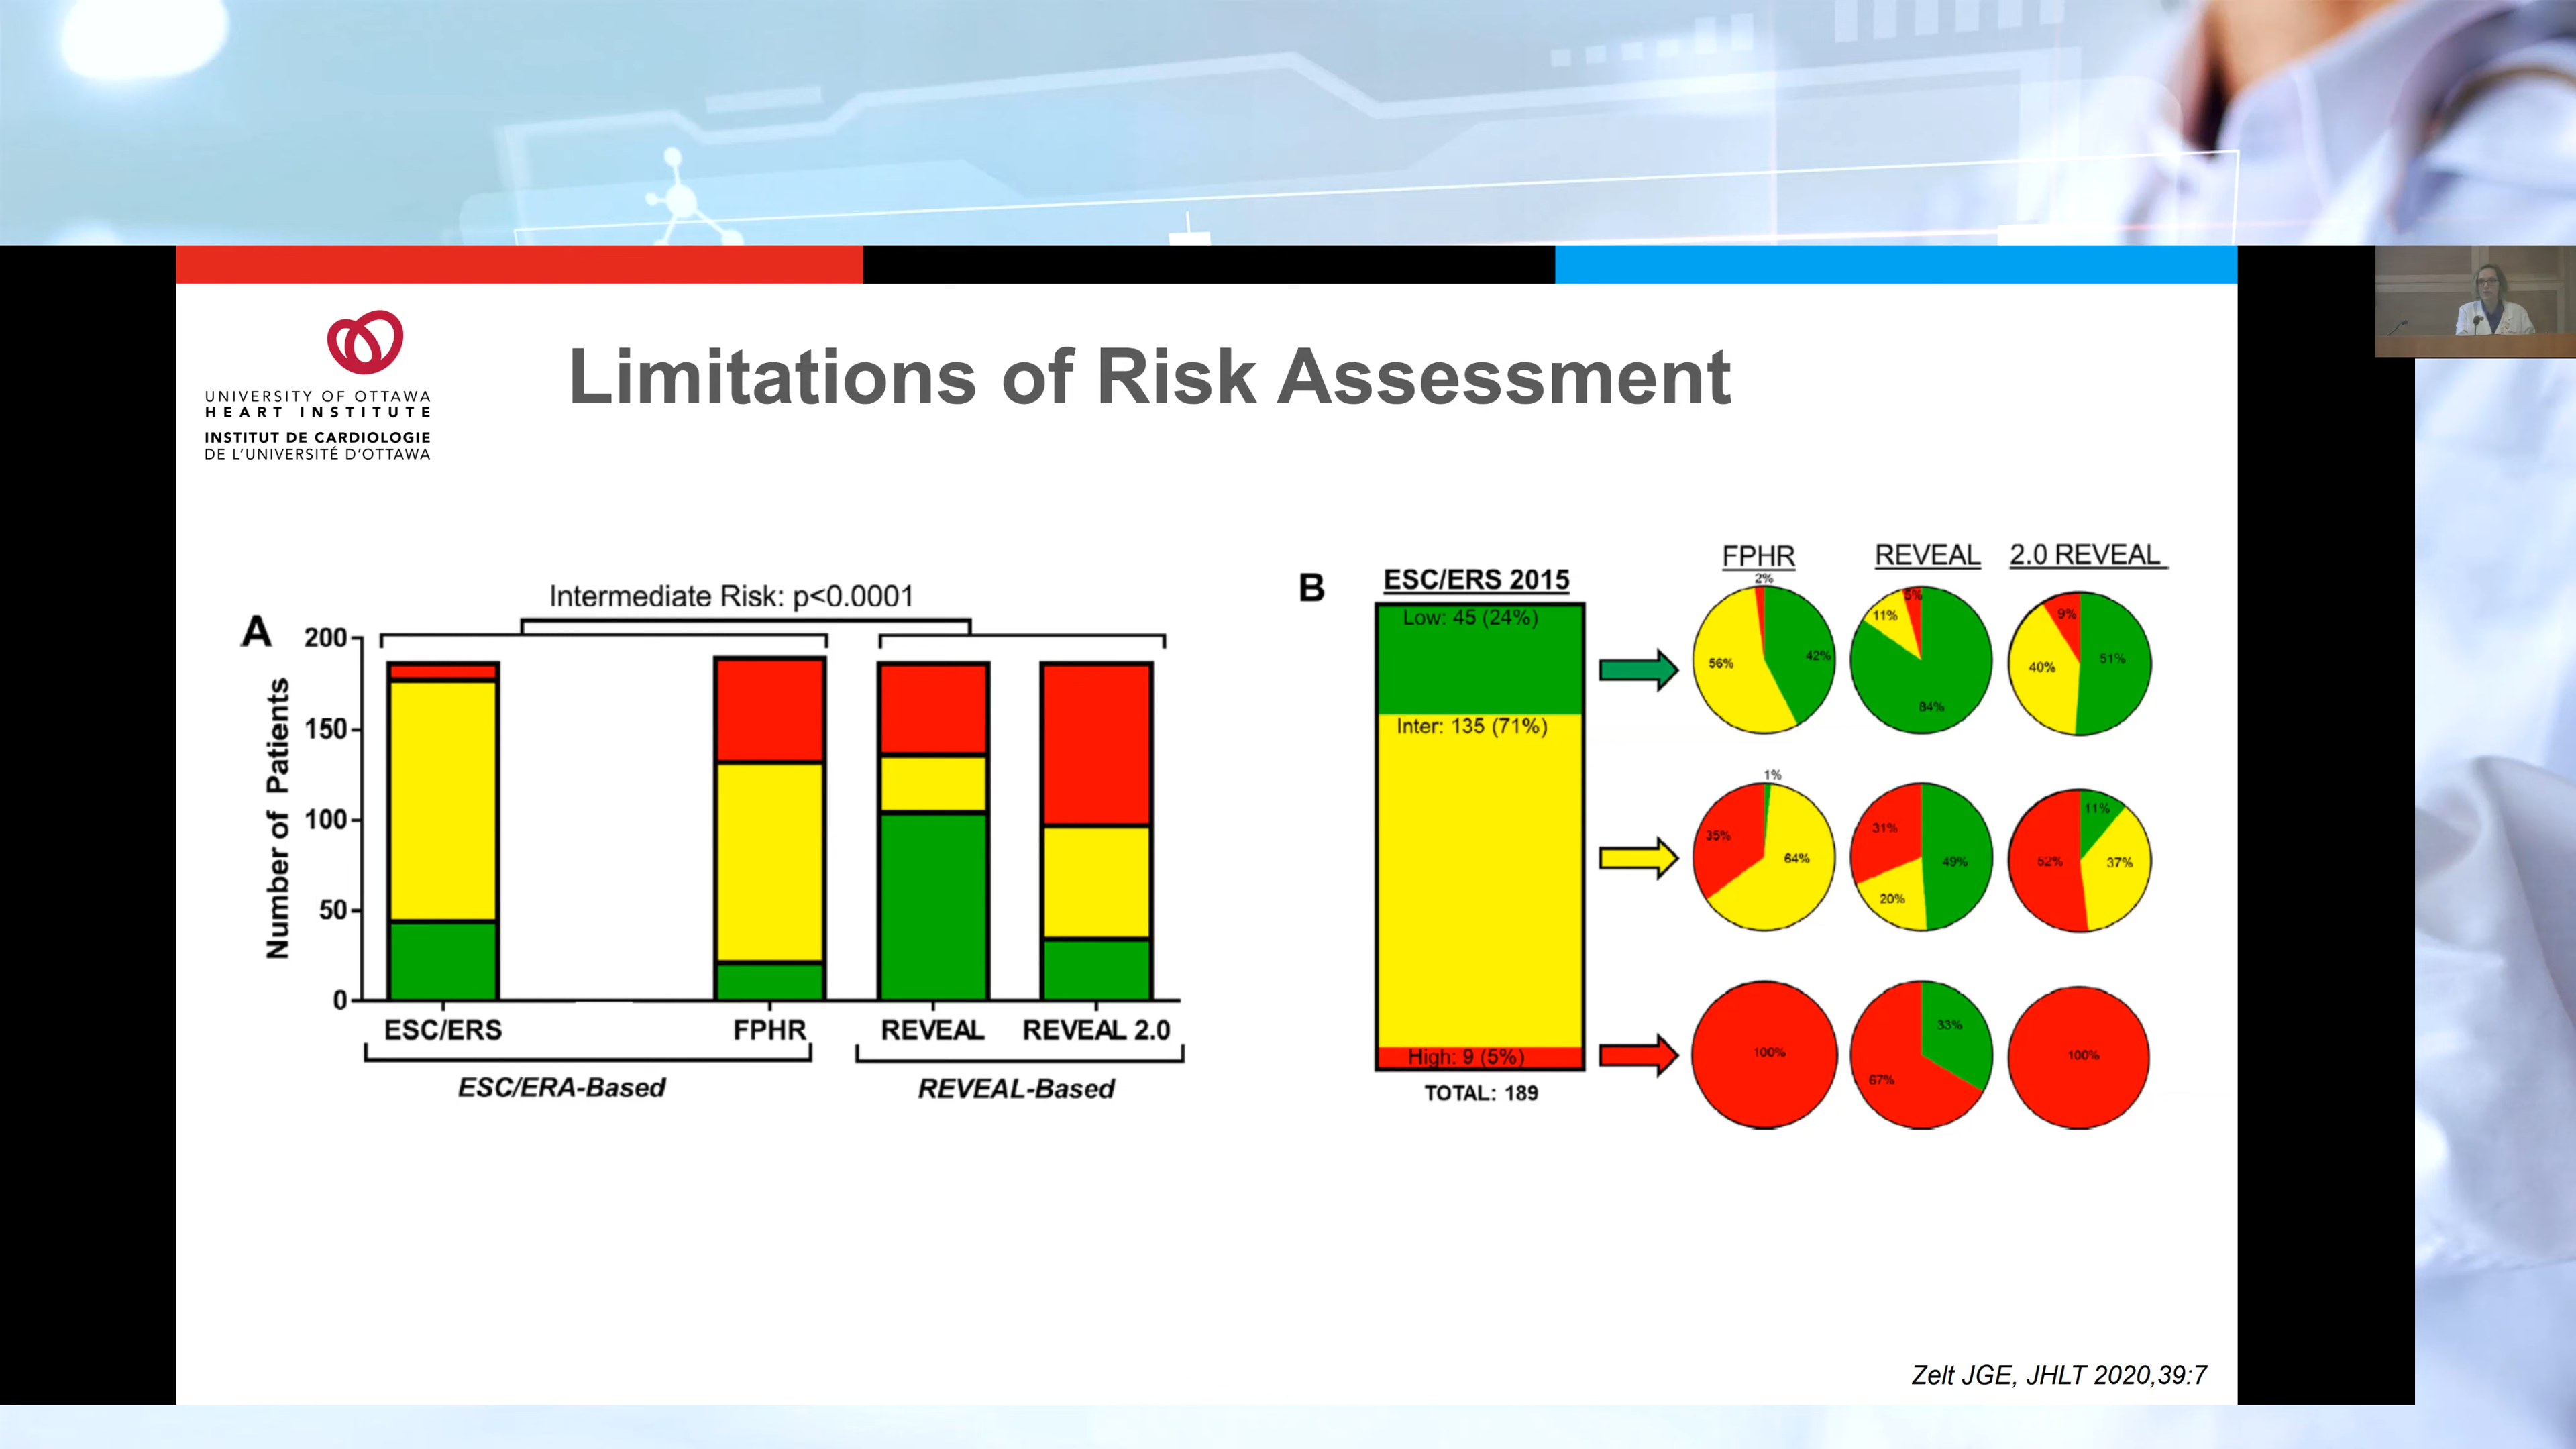 UNIVERSITY OF OTTAWA
HEART INSTITUTE
INSTITUT DE CARDIOLOGIE
DE L'UNIVERSITÉ D'OTTAWA
Limitations of Risk Assessment
A
Intermediate Risk: p<0.0001
Number of Patients
200
150
100
50
0
ESC/ERS
FPHR
REVEAL
REVEAL 2.0
ESC/ERA-Based
REVEAL-Based
B
ESC/ERS 2015
Low: 45 (24%)
Inter: 135 (71%)
High: 9 (5%)
TOTAL: 189
FPHR
REVEAL
2.0 REVEAL
2%
56%
42%
5%
11%
84%
9%
40%
51%
1%
35%
64%
31%
49%
20%
11%
52%
37%
100%
33%
67%
100%
Zelt JGE, JHLT 2020,39:7